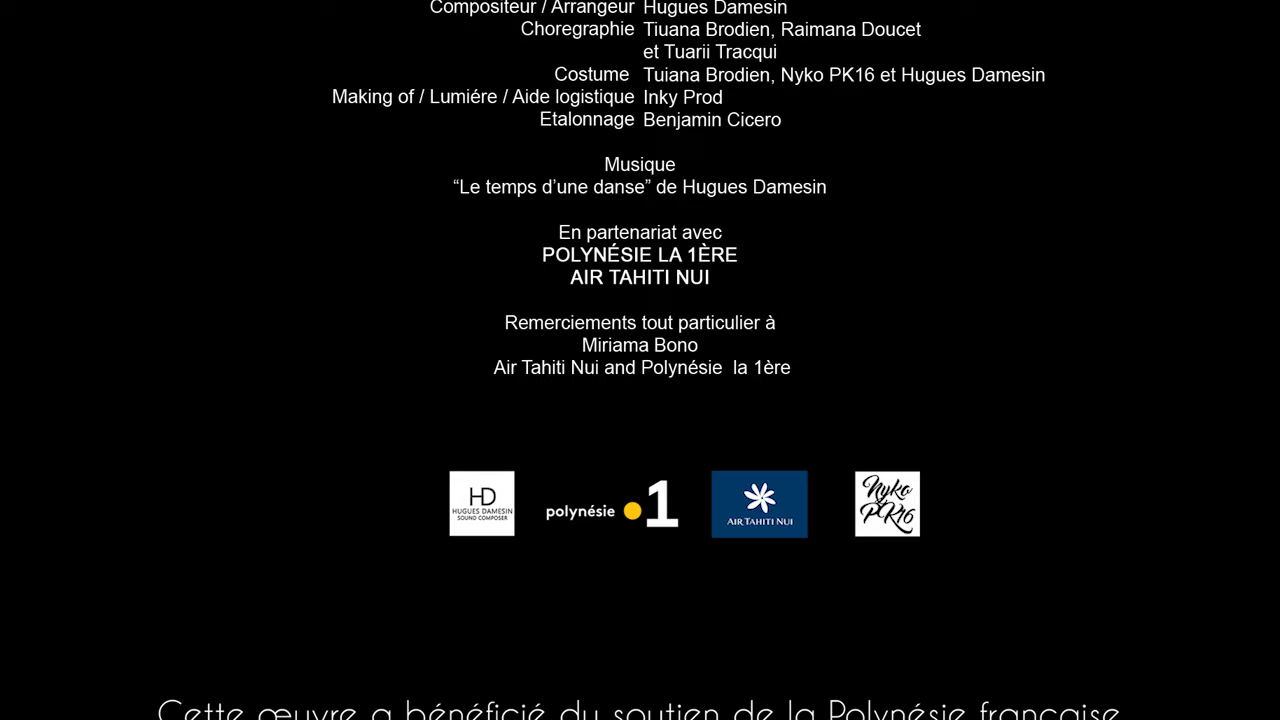 Compositeur / Arrangeur Hugues Damesin
Choregraphie Tiuana Brodien, Raimana Doucet
et Tuarii Tracqui
Costume Tuiana Brodien, Nyko PK16 et Hugues Damesin
Making of / Lumiére / Aide logistique Inky Prod
Etalonnage Benjamin Cicero
Musique
“Le temps d’une danse” de Hugues Damesin
En partenariat avec
POLYNÉSIE LA 1ÈRE
AIR TAHITI NUI
Remerciements tout particulier à
Miriama Bono
Air Tahiti Nui and Polynésie la 1ère
HD
HUGUES DAMESIN
SOUND COMPOSER
polynésie 1
AIR TAHITI NUI
Nyko
PK16
Cette œuvre a bénéficié du soutien de la Polynésie française